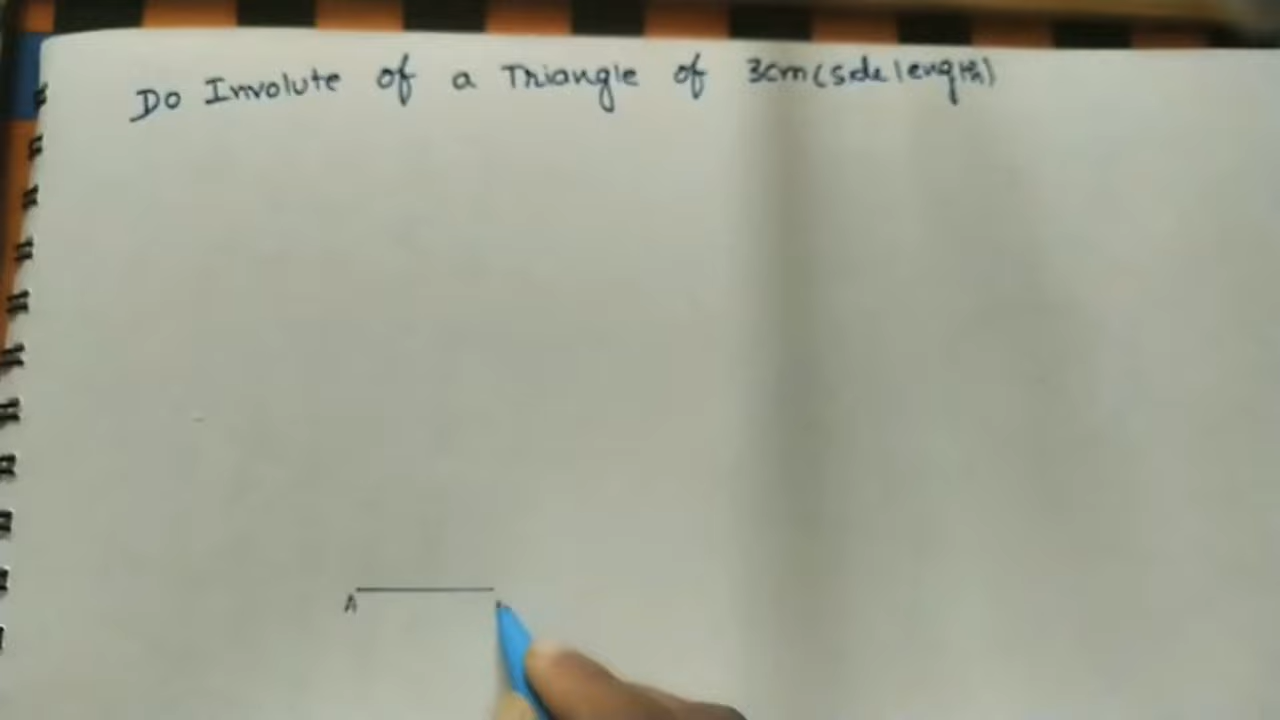 Do Involute of a Triangle of 3cm(side length)
A